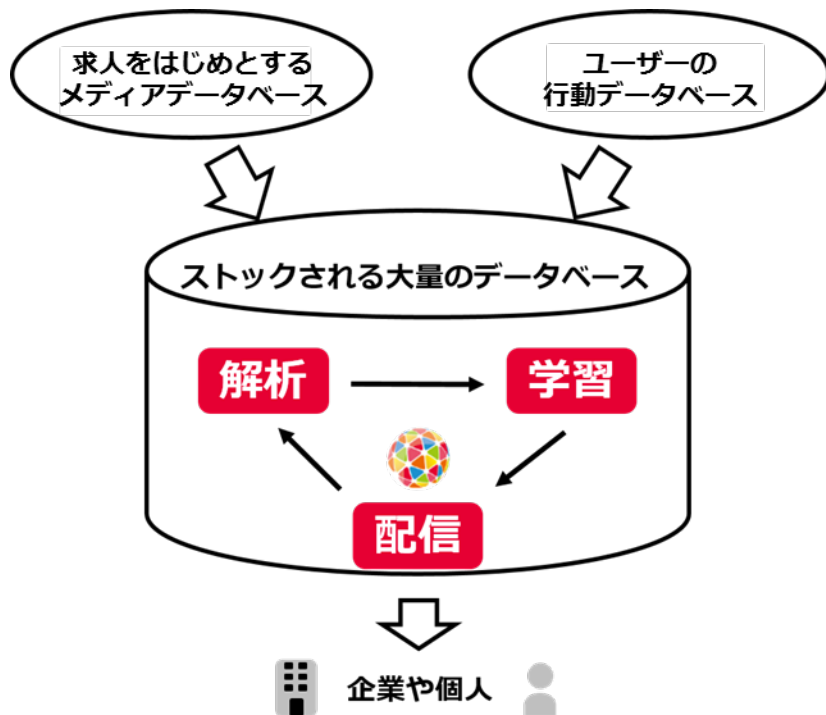 求人をはじめとする
メディアデータベース
ユーザーの
行動データベース
ストックされる大量のデータベース
解析
学習
配信
企業や個人